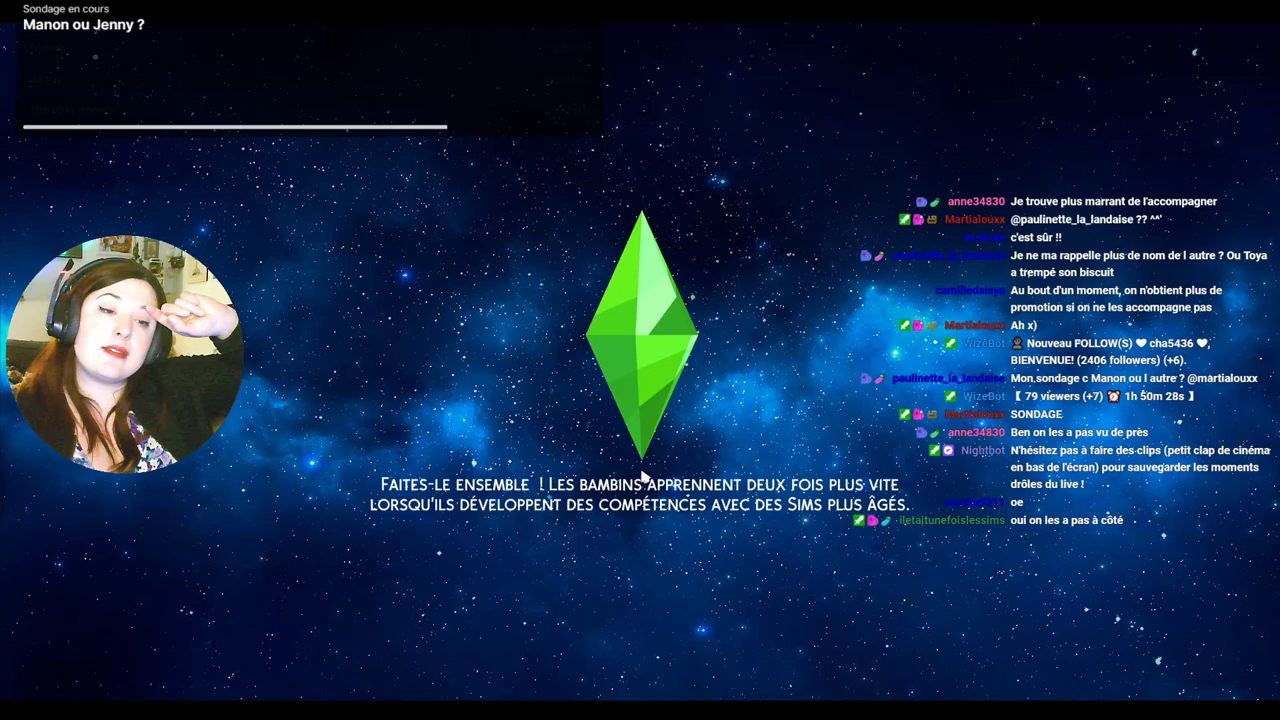 Sondage en cours
Manon ou Jenny ?
anne34830 Je trouve plus marrant de l'accompagner
Martialouxx @paulinette_la_landaise ?? ^^'
c'est sûr !!
paulinette_la_landaise Je ne ma rappelle plus de nom de l autre ? Ou Toya
a trempé son biscuit
camilledaisya Au bout d'un moment, on n'obtient plus de
promotion si on ne les accompagne pas
Martialouxx Ah x)
WizeBot Nouveau FOLLOW(S) ♥ cha5436 ♥,
BIENVENUE! (2406 followers) (+6).
paulinette_la_landaise Mon sondage c Manon ou l autre ? @martialouxx
WizeBot 【 79 viewers (+7) ⏰ 1h 50m 28s 】
Martialouxx SONDAGE
anne34830 Ben on les a pas vu de près
Nightbot N'hésitez pas à faire des clips (petit clap de cinéma
en bas de l'écran) pour sauvegarder les moments
drôles du live !
oe
iletaitunefoislessims oui on les a pas à côté
Faites-le ensemble ! Les bambins apprennent deux fois plus vite
lorsqu'ils développent des compétences avec des Sims plus âgés.